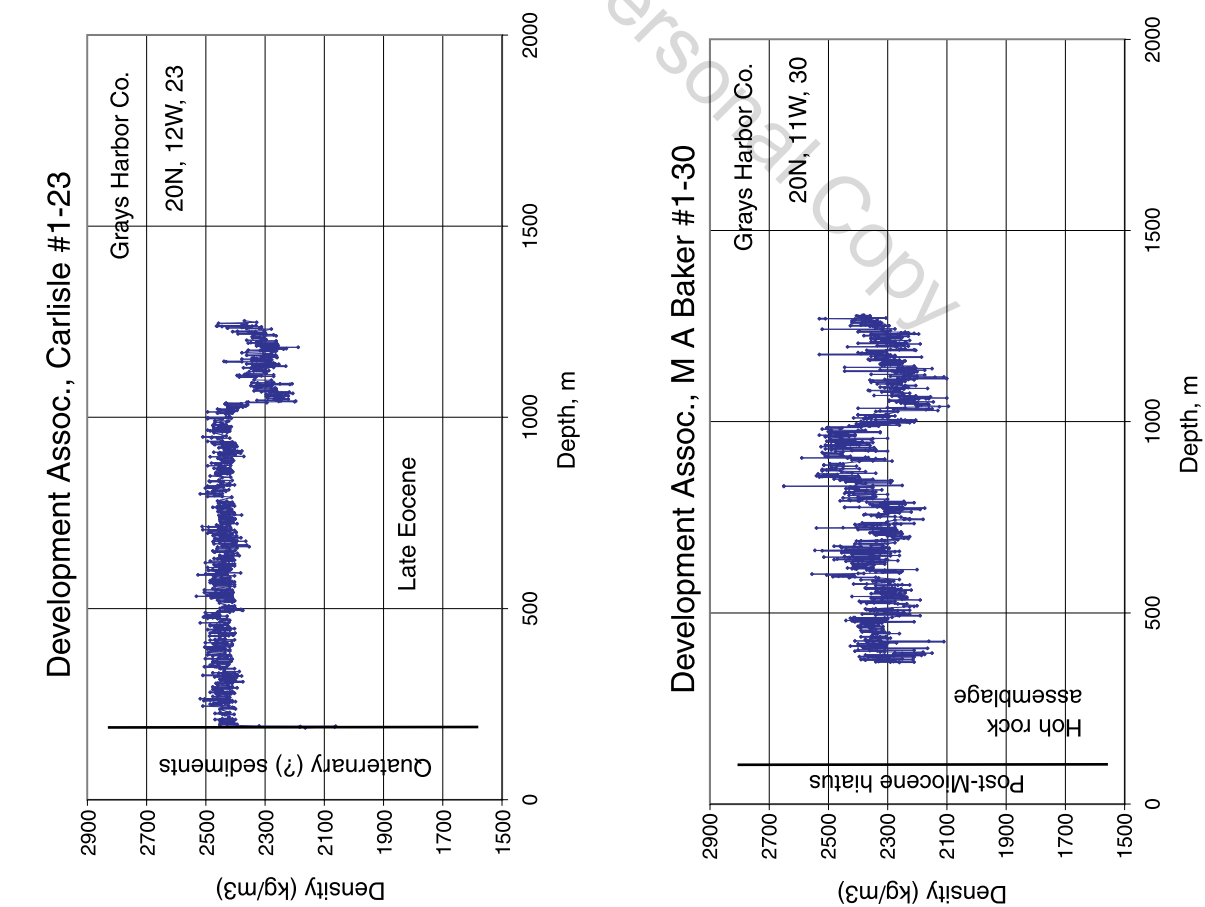 Development Assoc., Carlisle #1-23
Grays Harbor Co.
20N, 12W, 23
Late Eocene
Quaternary (?) sediments
2900
2700
2500
2300
2100
1900
1700
1500
Density (kg/m3)
0
500
1000
1500
2000
Depth, m
Development Assoc., M A Baker #1-30
Grays Harbor Co.
20N, 11W, 30
Hoh rock
assemblage
Post-Miocene hiatus
2900
2700
2500
2300
2100
1900
1700
1500
Density (kg/m3)
0
500
1000
1500
2000
Depth, m
ersonal Copy